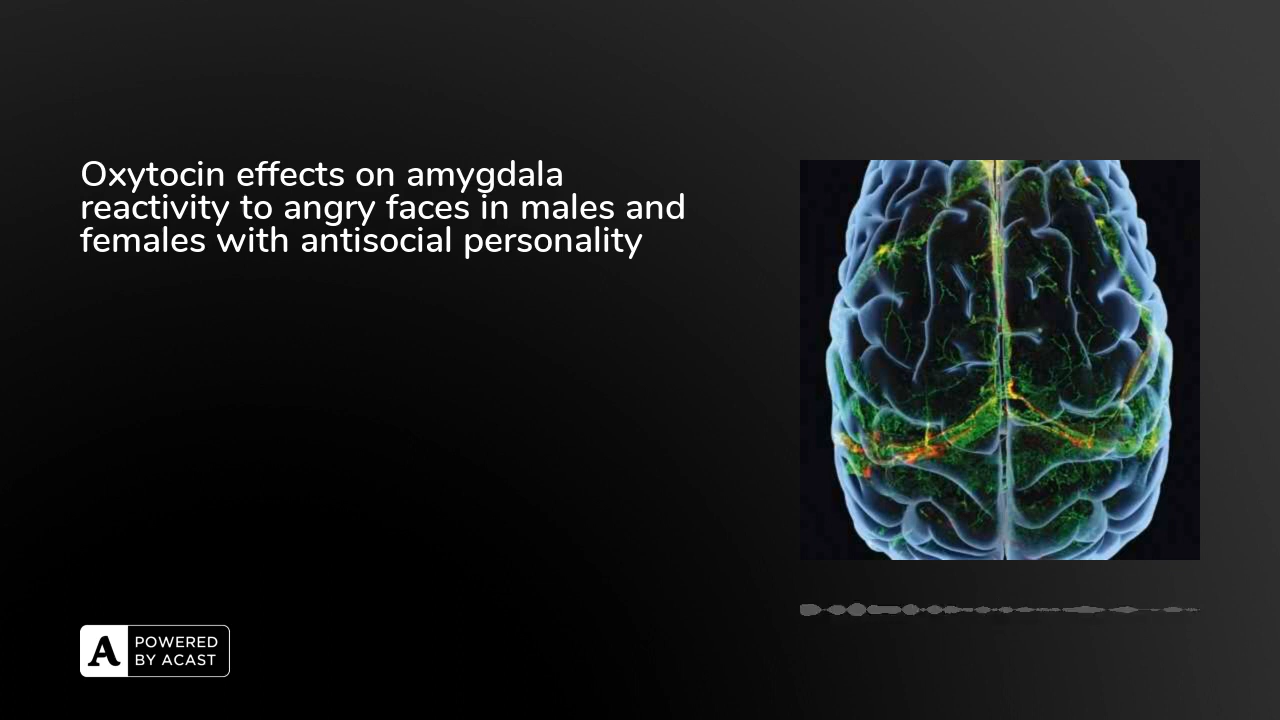 Oxytocin effects on amygdala
reactivity to angry faces in males and
females with antisocial personality
A POWERED
BY ACAST